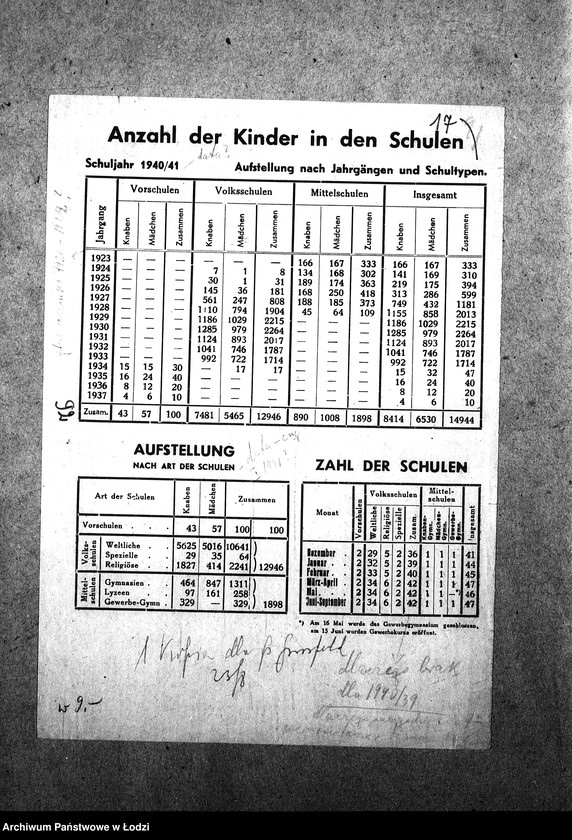 17
Anzahl der Kinder in den Schulen
data?
Schuljahr 1940/41 Aufstellung nach Jahrgängen und Schultypen.
Jahrgang Vorschulen Volksschulen Mittelschulen Insgesamt
Knaben Mädchen Zusammen Knaben Mädchen Zusammen Knaben Mädchen Zusammen Knaben Mädchen Zusammen
1923 — — — — — — 166 167 333 166 167 333
1924 — — — 7 1 8 134 168 302 141 169 310
1925 — — — 30 1 31 189 174 363 219 175 394
1926 — — — 145 36 181 168 250 418 313 286 599
1927 — — — 561 247 808 188 185 373 749 432 1181
1928 — — — 1110 794 1904 45 64 109 1155 858 2013
1929 — — — 1186 1029 2215 — — — 1186 1029 2215
1930 — — — 1285 979 2264 — — — 1285 979 2264
1931 — — — 1124 893 2017 — — — 1124 893 2017
1932 — — — 1041 746 1787 — — — 1041 746 1787
1933 — — — 992 722 1714 — — — 992 722 1714
1934 15 15 30 — 17 17 — — — 15 32 47
1935 16 24 40 — — — — — — 16 24 40
1936 8 12 20 — — — — — — 8 12 20
1937 4 6 10 — — — — — — 4 6 10
Zusam. 43 57 100 7481 5465 12946 890 1008 1898 8414 6530 14944
AUFSTELLUNG
NACH ART DER SCHULEN
Art der Schulen Knaben Mädchen Zusammen
Vorschulen . . . 43 57 100 100
Volks-schulen
Weltliche . . 5625 5016 10641
Spezielle . . 29 35 64
Religiöse . . 1827 414 2241 12946
Mittel-schulen
Gymnasien . 464 847 1311
Lyzeen . . 97 161 258
Gewerbe-Gymn . 329 — 329 1898
ZAHL DER SCHULEN
Monat Vorschulen Volksschulen Mittel-schulen Insgesamt
Weltliche Religiöse Spezielle Zusam. Knaben-Gymn. Mädchen-Gymn. Gewerbe-Gymn.
Dezember 2 29 5 2 36 1 1 1 41
Januar . . 2 32 5 2 39 1 1 1 44
Februar . . 2 33 5 2 40 1 1 1 45
März-April 2 34 6 2 42 1 1 1 47
Mai . . . 2 34 6 2 42 1 1 —*) 46
Juni-September 2 34 6 2 42 1 1 1 47
*) Am 16 Mai wurde das Gewerbegymnasium geschlossen,
am 15 Juni wurden Gewerbekurse eröffnet.
dlaczego brak
dla 1940/39
w 9.—
Archiwum Państwowe w Łodzi